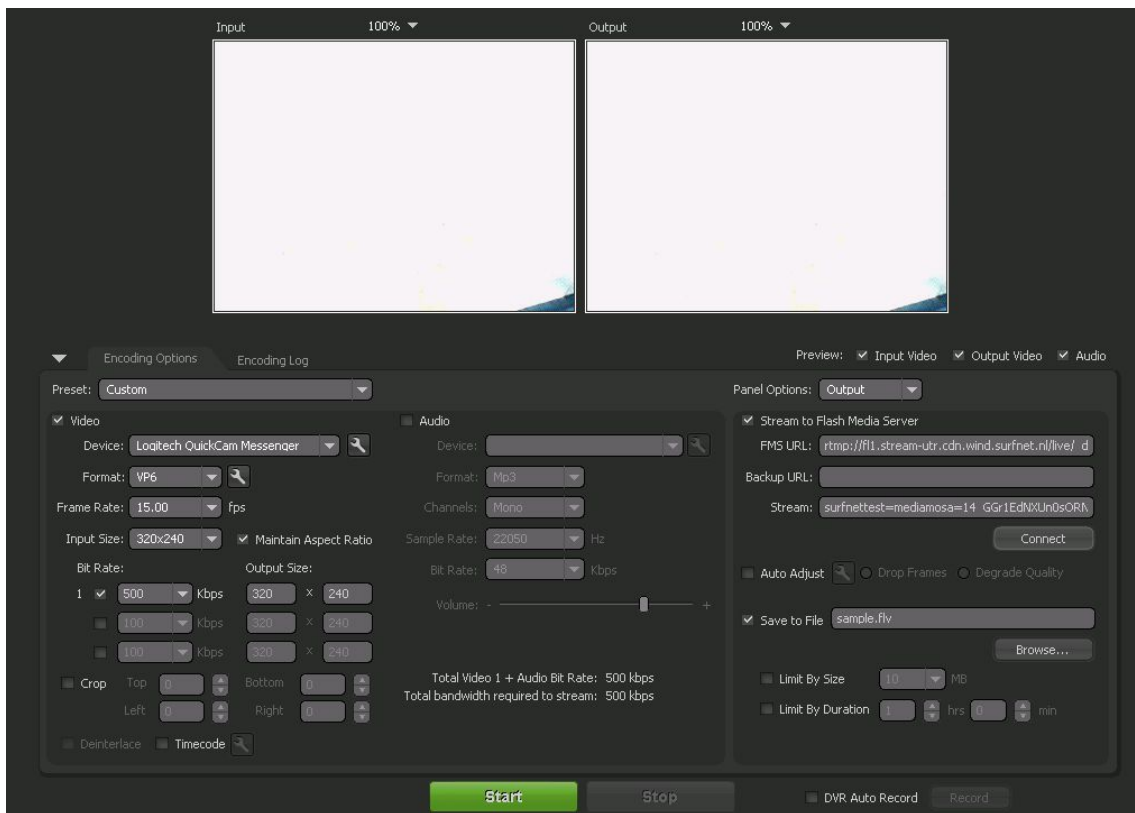 Input 100% Output 100%
Encoding Options Encoding Log Preview: Input Video Output Video Audio
Preset: Custom
Panel Options: Output
Video
Device: Logitech QuickCam Messenger
Format: VP6
Frame Rate: 15.00 fps
Input Size: 320x240 Maintain Aspect Ratio
Bit Rate: Output Size:
1 500 Kbps 320 x 240
100 Kbps 320 x 240
100 Kbps 320 x 240
Crop Top 0 Bottom 0
Left 0 Right 0
Deinterlace Timecode
Audio
Device:
Format: Mp3
Channels: Mono
Sample Rate: 22050 Hz
Bit Rate: 48 Kbps
Volume: - +
Total Video 1 + Audio Bit Rate: 500 kbps
Total bandwidth required to stream: 500 kbps
Stream to Flash Media Server
FMS URL: rtmp://fl1.stream-utr.cdn.wind.surfnet.nl/live/_d
Backup URL:
Stream: surfnettest=mediamosa=14
Connect
Auto Adjust Drop Frames Degrade Quality
Save to File sample.flv
Browse...
Limit By Size 10 MB
Limit By Duration 1 hrs 0 min
Start Stop DVR Auto Record Record